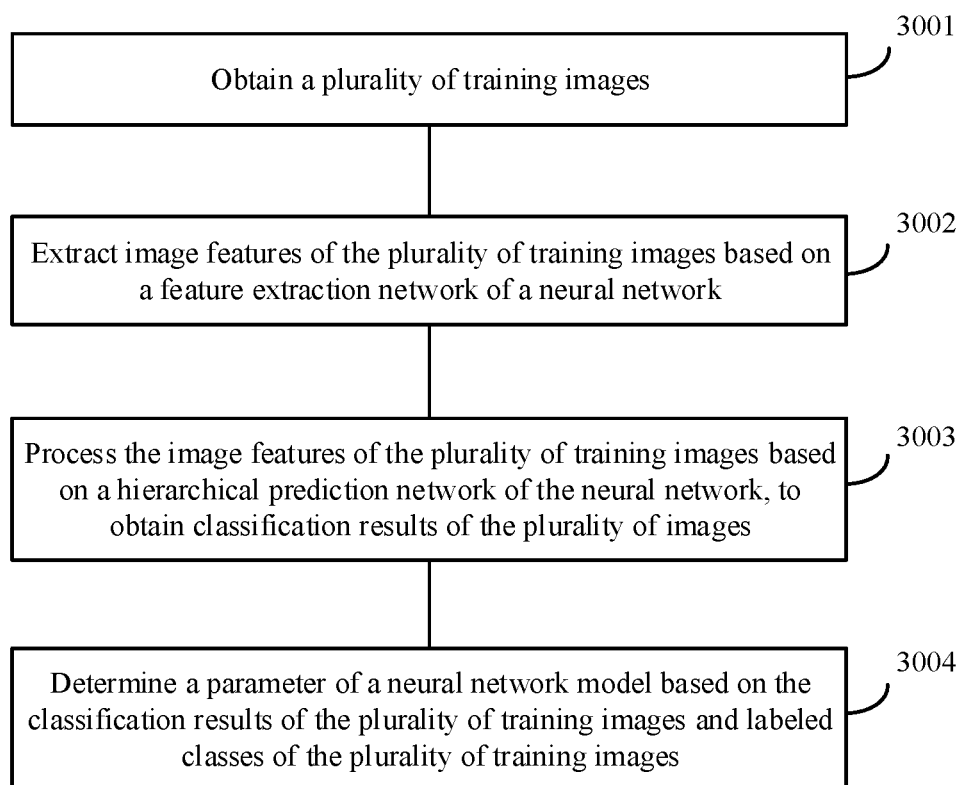 3001
Obtain a plurality of training images
3002
Extract image features of the plurality of training images based on
a feature extraction network of a neural network
3003
Process the image features of the plurality of training images based
on a hierarchical prediction network of the neural network, to
obtain classification results of the plurality of images
3004
Determine a parameter of a neural network model based on the
classification results of the plurality of training images and labeled
classes of the plurality of training images